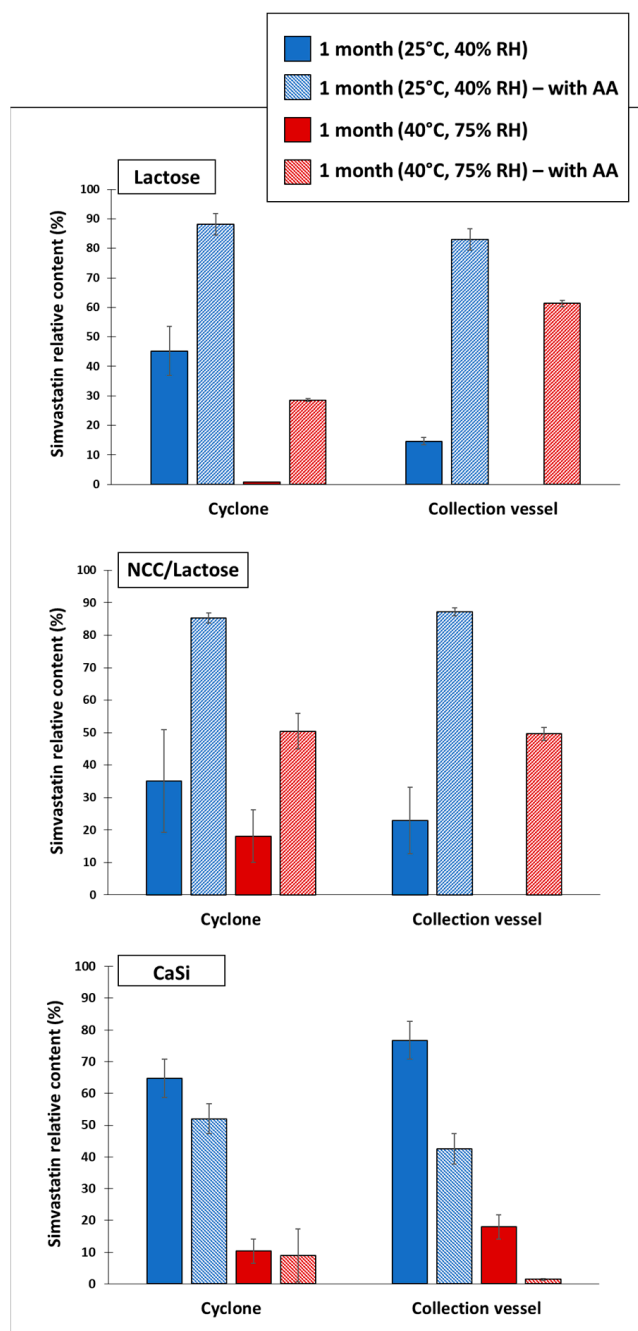 1 month (25°C, 40% RH)
1 month (25°C, 40% RH) – with AA
1 month (40°C, 75% RH)
1 month (40°C, 75% RH) – with AA
Lactose
Simvastatin relative content (%)
100
90
80
70
60
50
40
30
20
10
0
Cyclone
Collection vessel
NCC/Lactose
Simvastatin relative content (%)
100
90
80
70
60
50
40
30
20
10
0
Cyclone
Collection vessel
CaSi
Simvastatin relative content (%)
100
90
80
70
60
50
40
30
20
10
0
Cyclone
Collection vessel